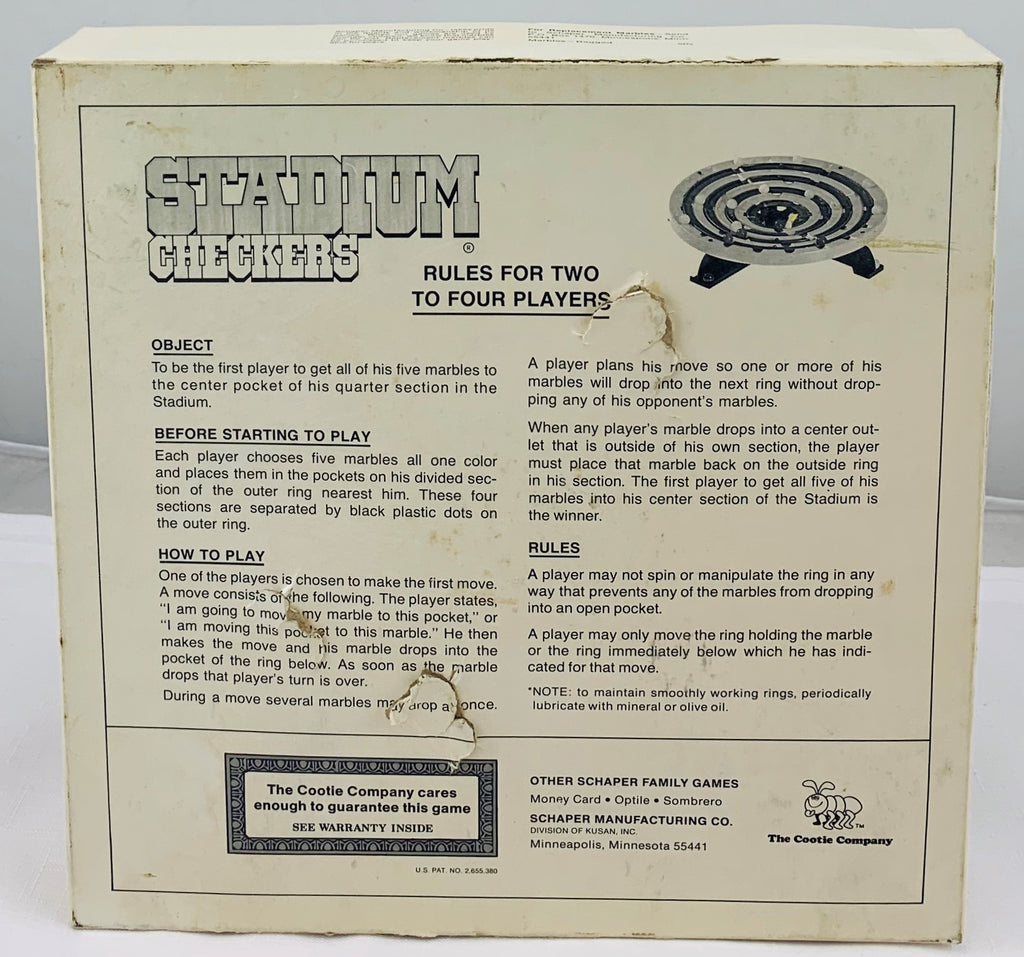 For Replacement Marbles
Marbles - Bagged
STADIUM
CHECKERS
®
RULES FOR TWO
TO FOUR PLAYERS
OBJECT
To be the first player to get all of his five marbles to
the center pocket of his quarter section in the
Stadium.
BEFORE STARTING TO PLAY
Each player chooses five marbles all one color
and places them in the pockets on his divided sec-
tion of the outer ring nearest him. These four
sections are separated by black plastic dots on
the outer ring.
HOW TO PLAY
One of the players is chosen to make the first move.
A move consists of the following. The player states,
"I am going to move my marble to this pocket," or
"I am moving this pocket to this marble." He then
makes the move and his marble drops into the
pocket of the ring below. As soon as the marble
drops that player's turn is over.
During a move several marbles may drop at once.
A player plans his move so one or more of his
marbles will drop into the next ring without drop-
ping any of his opponent's marbles.
When any player's marble drops into a center out-
let that is outside of his own section, the player
must place that marble back on the outside ring
in his section. The first player to get all five of his
marbles into his center section of the Stadium is
the winner.
RULES
A player may not spin or manipulate the ring in any
way that prevents any of the marbles from dropping
into an open pocket.
A player may only move the ring holding the marble
or the ring immediately below which he has indi-
cated for that move.
*NOTE: to maintain smoothly working rings, periodically
lubricate with mineral or olive oil.
The Cootie Company cares
enough to guarantee this game
SEE WARRANTY INSIDE
U.S. PAT. NO. 2,655,380
OTHER SCHAPER FAMILY GAMES
Money Card • Optile • Sombrero
SCHAPER MANUFACTURING CO.
DIVISION OF KUSAN, INC.
Minneapolis, Minnesota 55441
TM
The Cootie Company